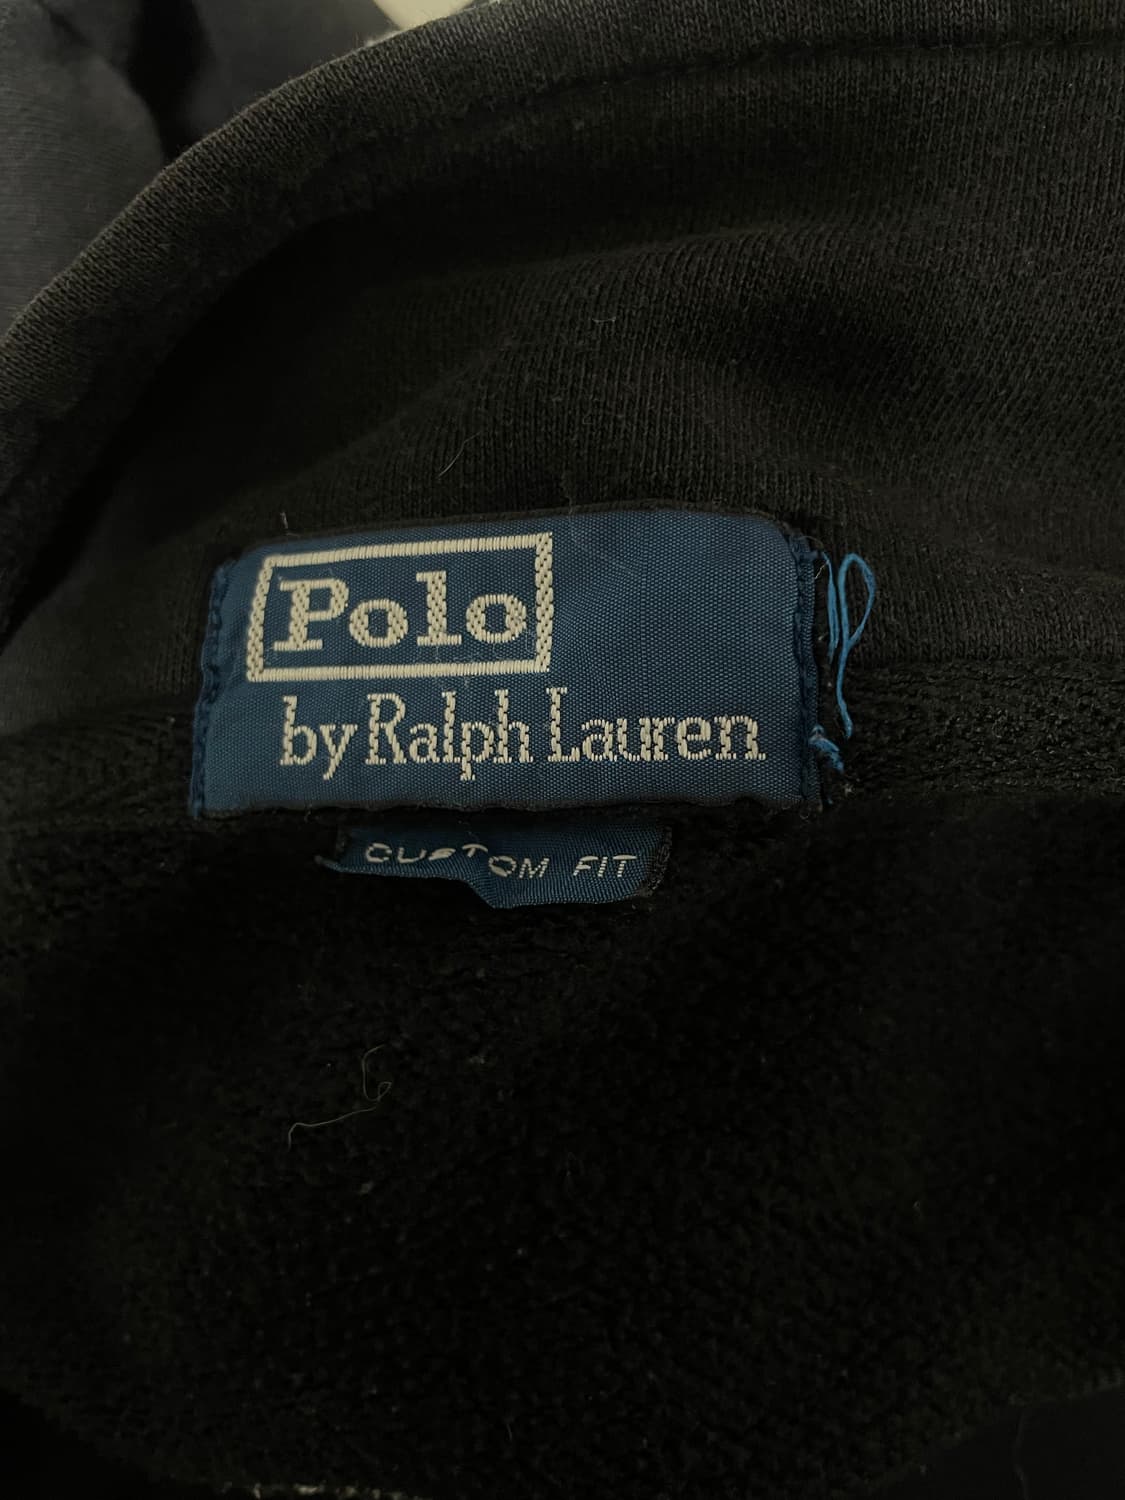 Polo
by Ralph Lauren
CUSTOM FIT